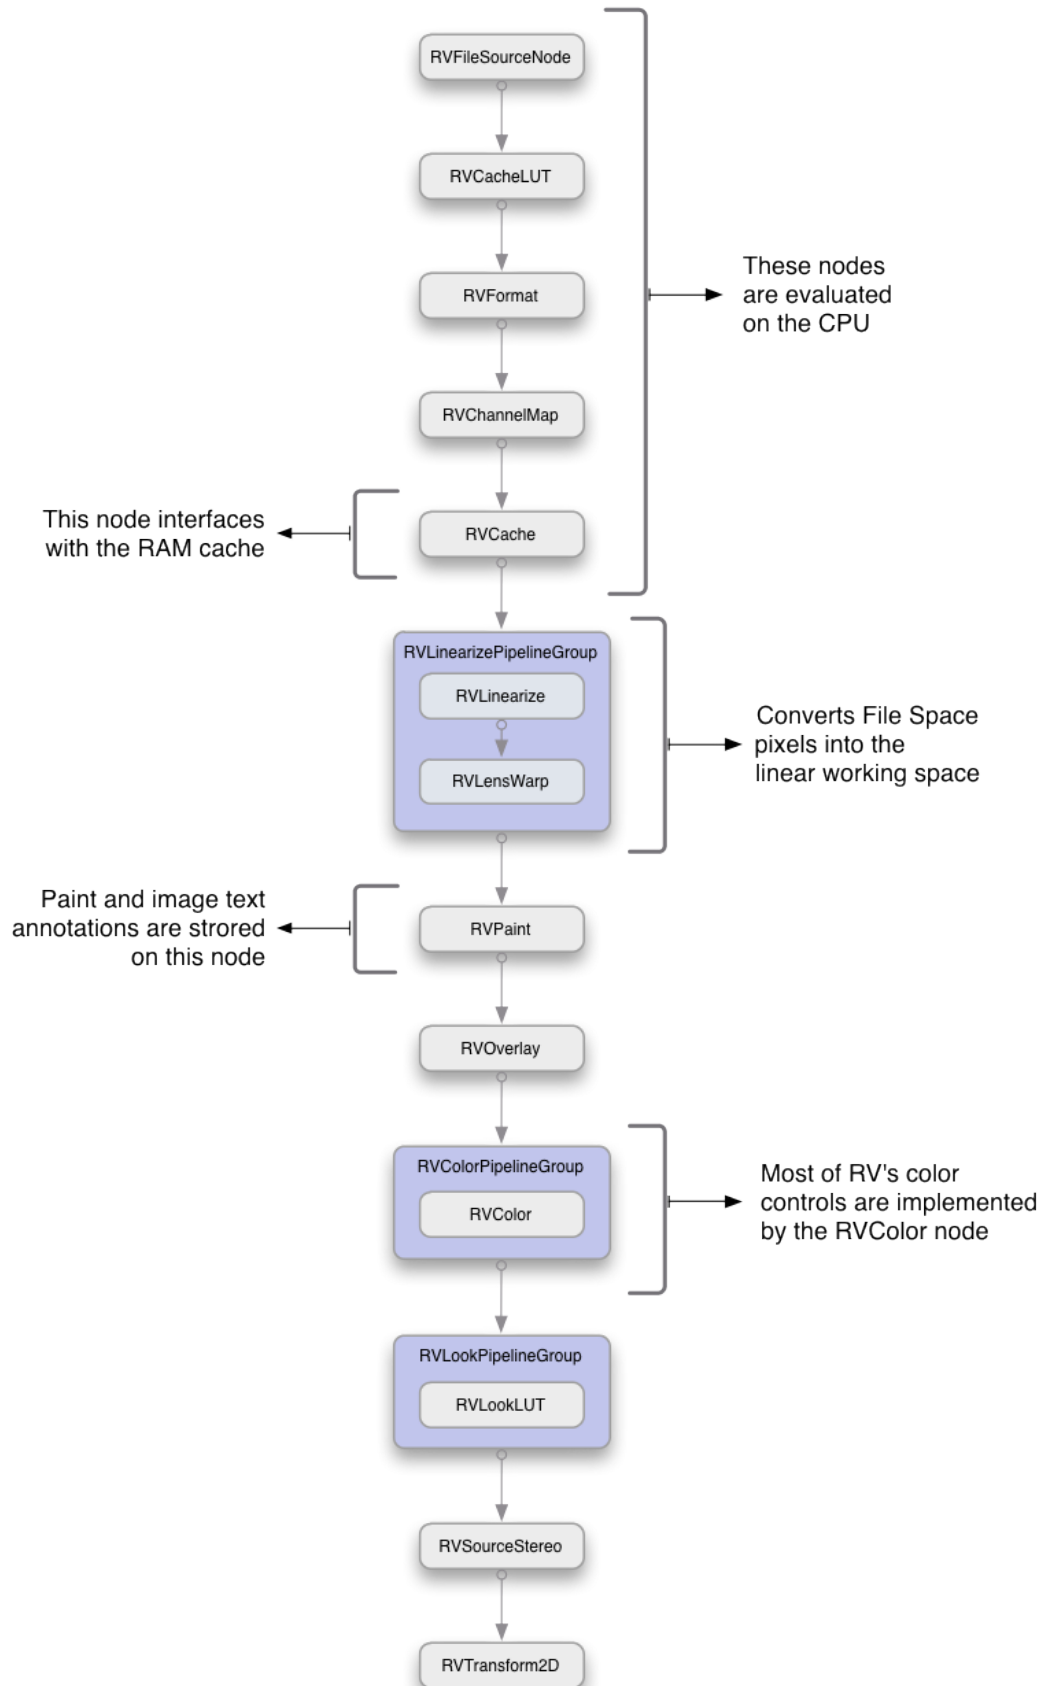 RVFileSourceNode
RVCacheLUT
RVFormat
These nodes
are evaluated
on the CPU
RVChannelMap
This node interfaces
with the RAM cache
RVCache
RVLinearizePipelineGroup
RVLinearize
RVLensWarp
Converts File Space
pixels into the
linear working space
Paint and image text
annotations are strored
on this node
RVPaint
RVOverlay
RVColorPipelineGroup
RVColor
Most of RV's color
controls are implemented
by the RVColor node
RVLookPipelineGroup
RVLookLUT
RVSourceStereo
RVTransform2D